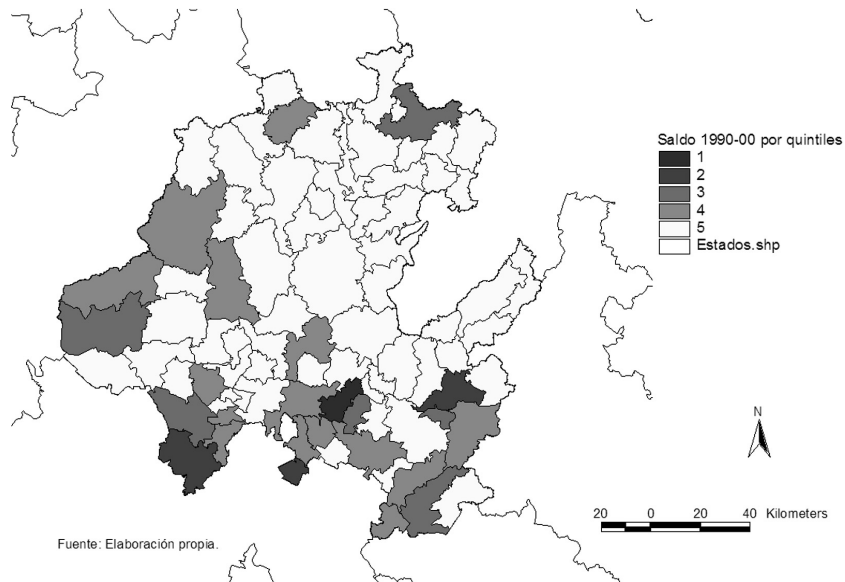 Saldo 1990-00 por quintiles
1
2
3
4
5
Estados.shp
N
20 0 20 40 Kilometers
Fuente: Elaboración propia.